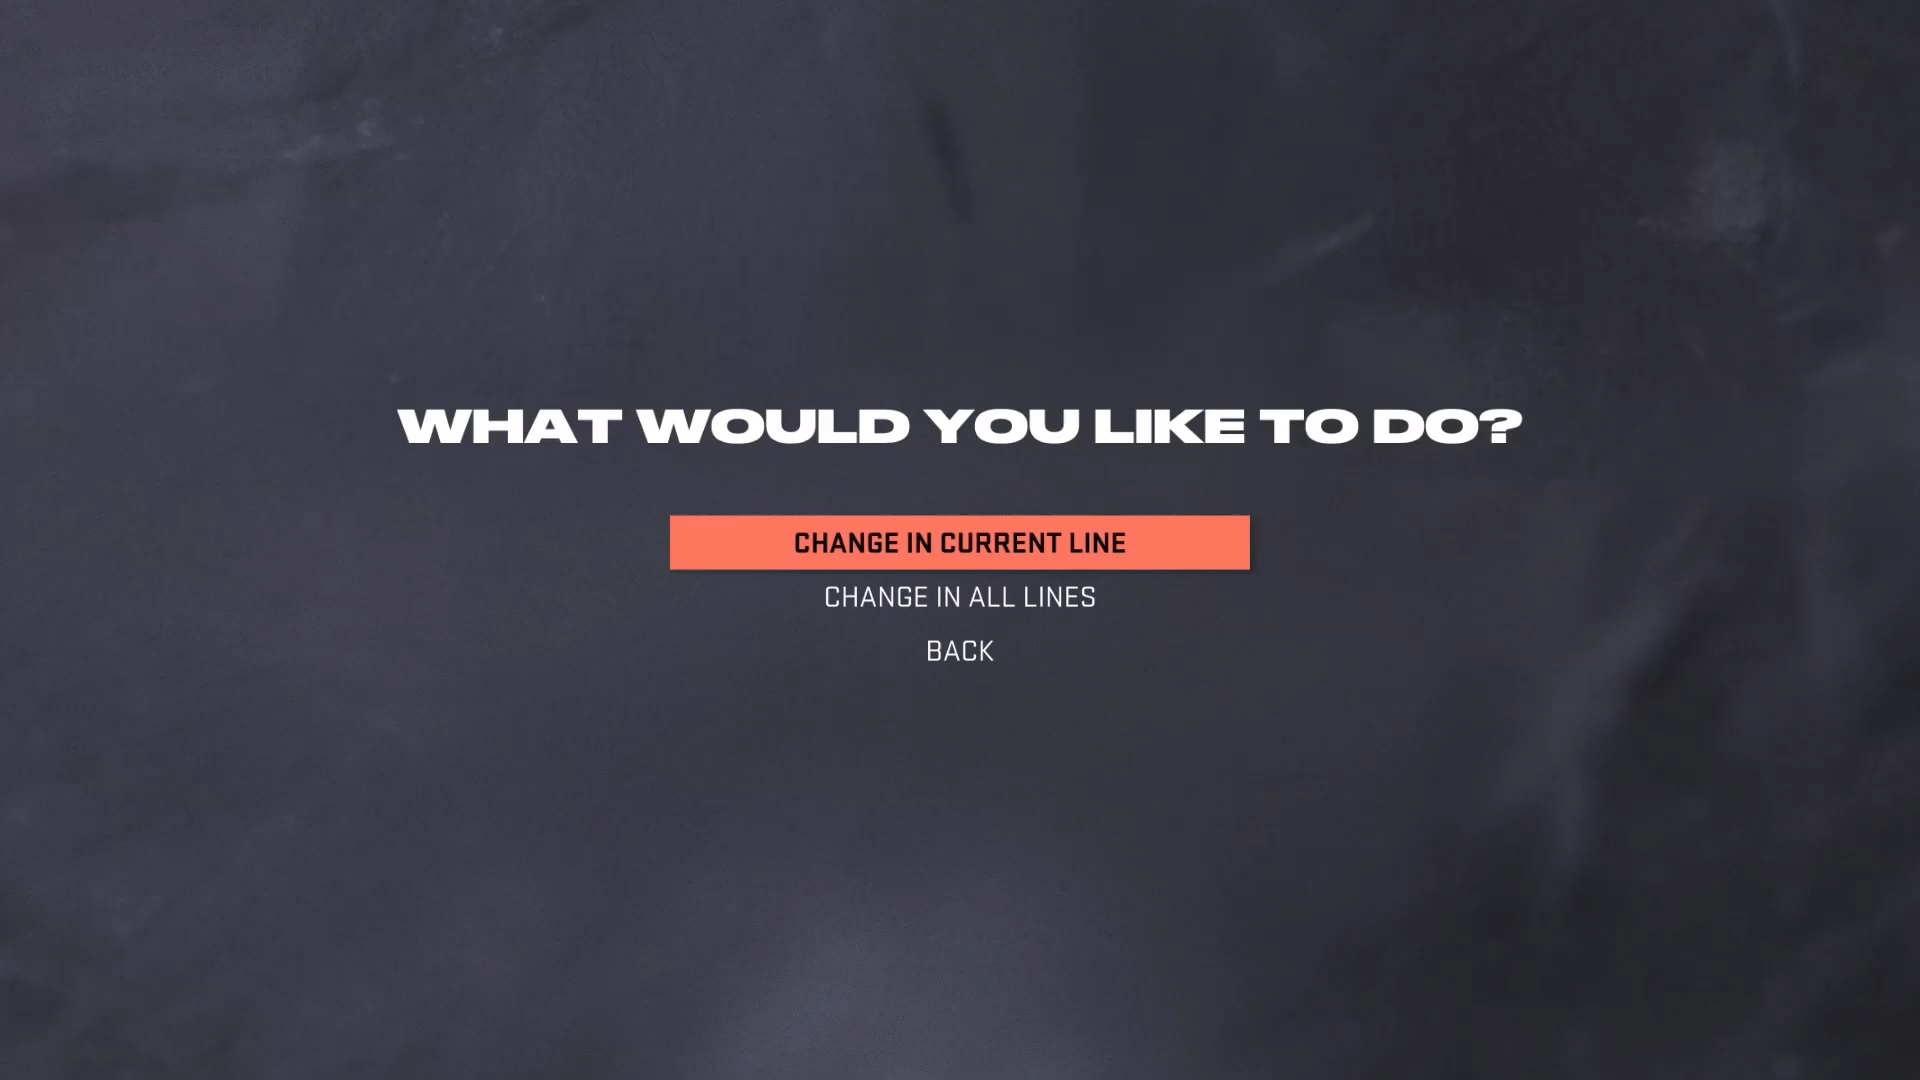 WHAT WOULD YOU LIKE TO DO?
CHANGE IN CURRENT LINE
CHANGE IN ALL LINES
BACK